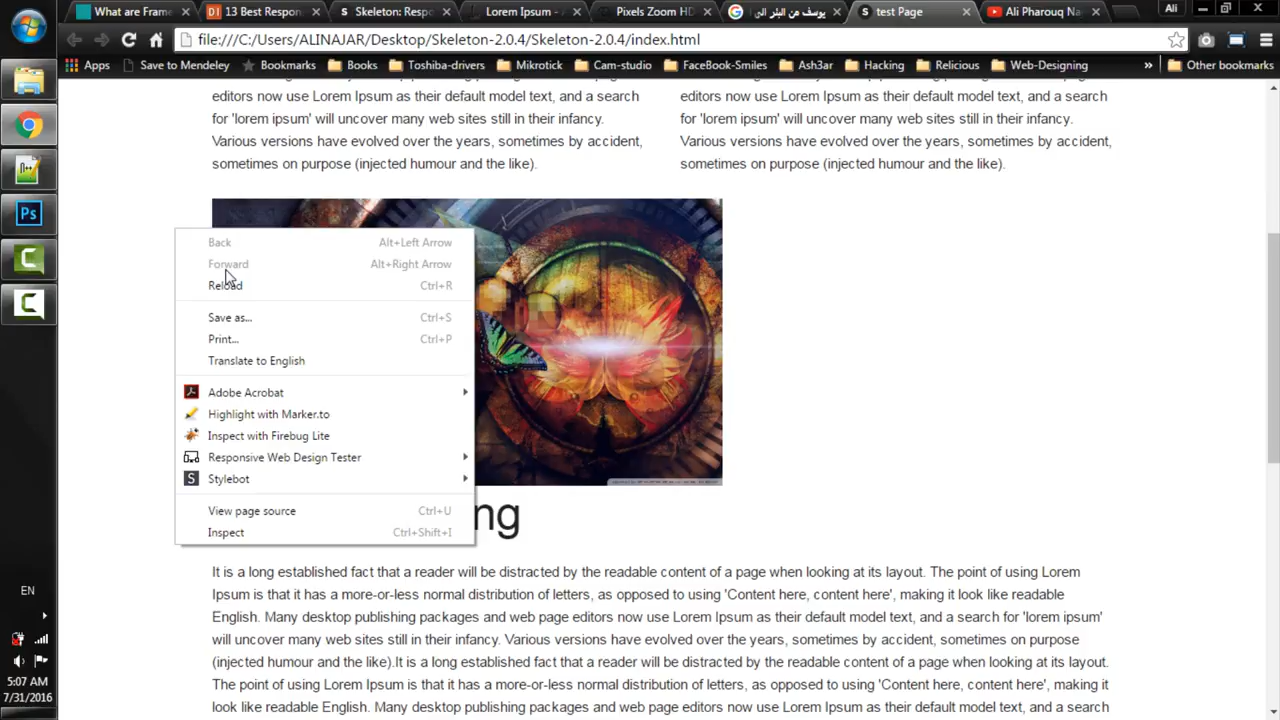 What are Frame
13 Best Respon
Skeleton: Respo
Lorem Ipsum -
Pixels Zoom HD
يوسف من البئر الى
test Page
Ali Pharouq Na
Ali
file:///C:/Users/ALINAJAR/Desktop/Skeleton-2.0.4/Skeleton-2.0.4/index.html
Apps
Save to Mendeley
Bookmarks
Books
Toshiba-drivers
Mikrotick
Cam-studio
FaceBook-Smiles
Ash3ar
Hacking
Relicious
Web-Designing
»
Other bookmarks
editors now use Lorem Ipsum as their default model text, and a search
for 'lorem ipsum' will uncover many web sites still in their infancy.
Various versions have evolved over the years, sometimes by accident,
sometimes on purpose (injected humour and the like).
editors now use Lorem Ipsum as their default model text, and a search
for 'lorem ipsum' will uncover many web sites still in their infancy.
Various versions have evolved over the years, sometimes by accident,
sometimes on purpose (injected humour and the like).
Back Alt+Left Arrow
Forward Alt+Right Arrow
Reload Ctrl+R
Save as... Ctrl+S
Print... Ctrl+P
Translate to English
Adobe Acrobat
Highlight with Marker.to
Inspect with Firebug Lite
Responsive Web Design Tester
Stylebot
View page source Ctrl+U
Inspect Ctrl+Shift+I
ng
It is a long established fact that a reader will be distracted by the readable content of a page when looking at its layout. The point of using Lorem
Ipsum is that it has a more-or-less normal distribution of letters, as opposed to using 'Content here, content here', making it look like readable
English. Many desktop publishing packages and web page editors now use Lorem Ipsum as their default model text, and a search for 'lorem ipsum'
will uncover many web sites still in their infancy. Various versions have evolved over the years, sometimes by accident, sometimes on purpose
(injected humour and the like).It is a long established fact that a reader will be distracted by the readable content of a page when looking at its layout.
The point of using Lorem Ipsum is that it has a more-or-less normal distribution of letters, as opposed to using 'Content here, content here', making it
look like readable English. Many desktop publishing packages and web page editors now use Lorem Ipsum as their default model text, and a search
Ps
EN
5:07 AM
7/31/2016